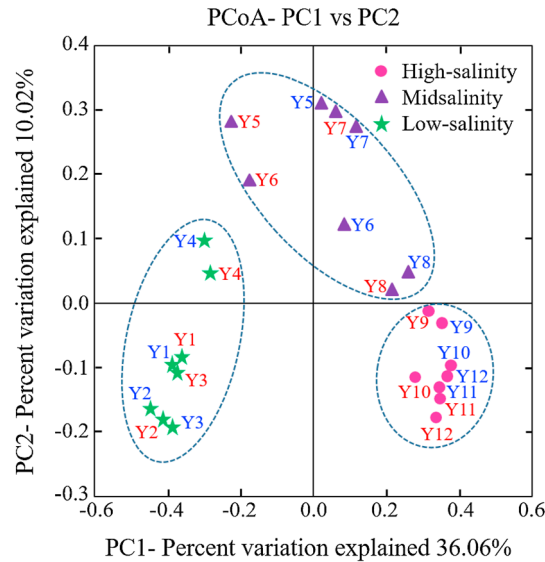 PCoA- PC1 vs PC2
0.4
High-salinity
Y5
Midsalinity
0.3
Y5
Y7
Y7
Low-salinity
0.2
Y6
Y6
0.1
Y4
Y8
Y4
Y8
0.0
Y9
Y9
Y1
Y10
Y1
-0.1
Y3
Y12
Y10
Y11
Y2
Y11
-0.2
Y2
Y3
Y12
-0.3
-0.6
-0.4
-0.2
0.0
0.2
0.4
0.6
PC2- Percent variation explained 10.02%
PC1- Percent variation explained 36.06%